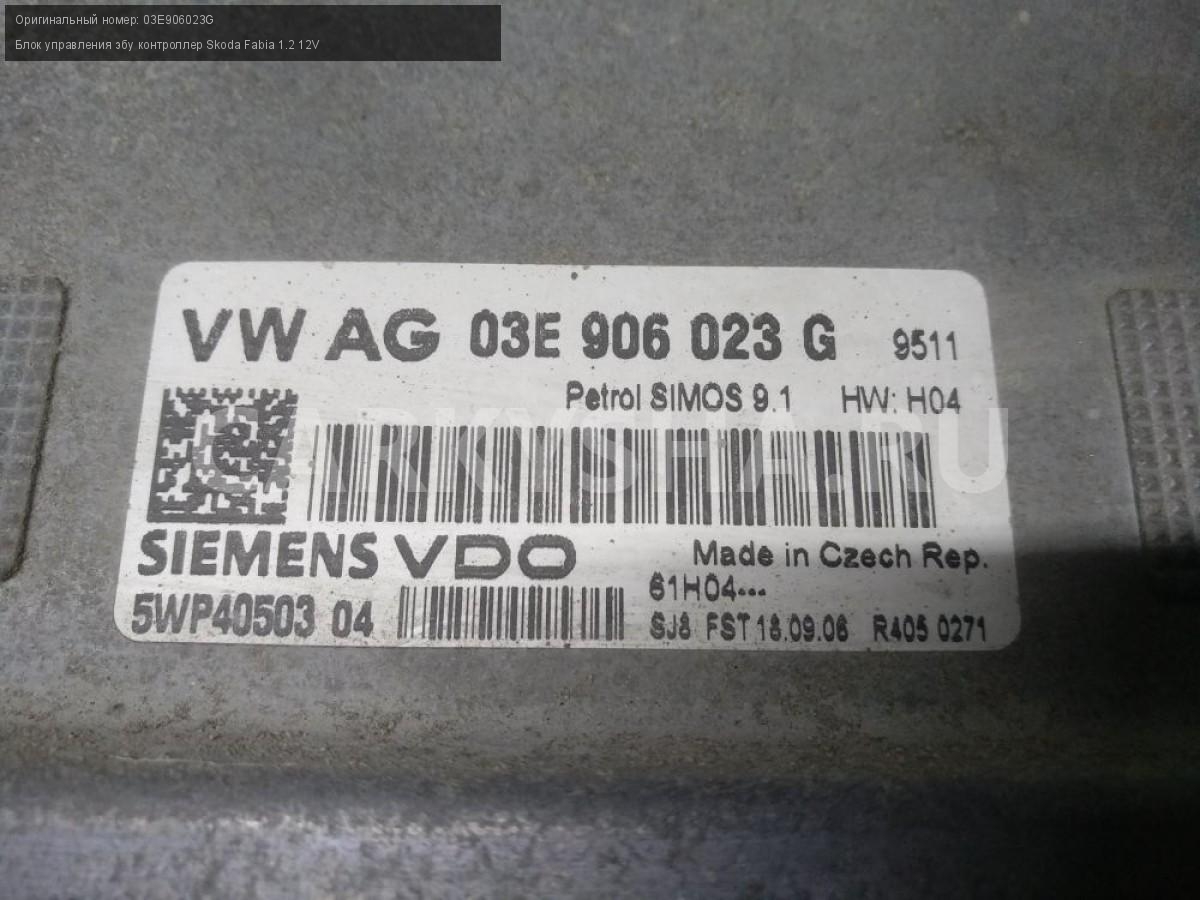 Оригинальный номер: 03E906023G
Блок управления эбу контроллер Skoda Fabia 1.2 12V
VW AG 03E 906 023 G 9511
Petrol SIMOS 9.1 HW: H04
CARKYSHA.RU
SIEMENS VDO Made in Czech Rep.
61H04---
5WP40503 04 SJ8 FST 18.09.06 R405 0271